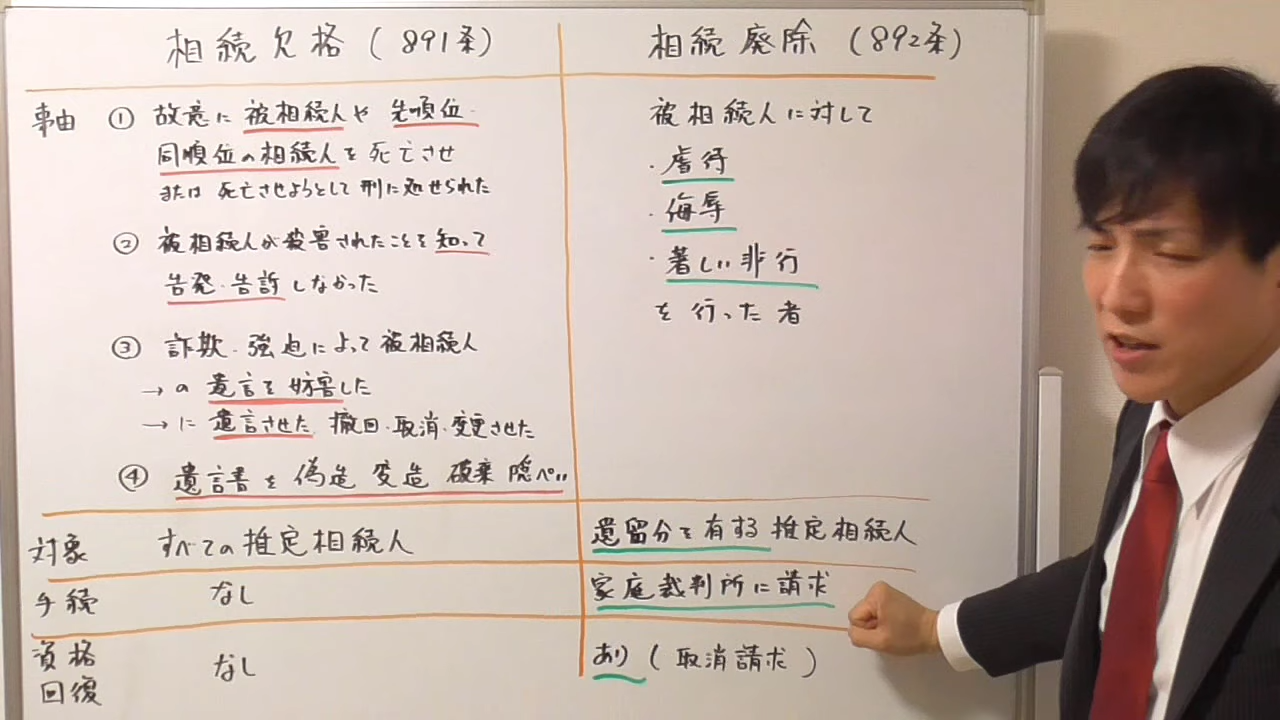 相続欠格(891条)
相続廃除(892条)
事由
① 故意に被相続人や先順位・
同順位の相続人を死亡させ
または死亡させようとして刑に処せられた
② 被相続人が殺害されたことを知って
告発・告訴しなかった
③ 詐欺・強迫によって被相続人
→の遺言を妨害した
→に遺言させた 撤回・取消・変更させた
④ 遺言書を偽造 変造 破棄 隠ぺい
被相続人に対して
・虐待
・侮辱
・著しい非行
を行った者
対象
すべての推定相続人
遺留分を有する推定相続人
手続
なし
家庭裁判所に請求
資格
回復
なし
あり(取消請求)